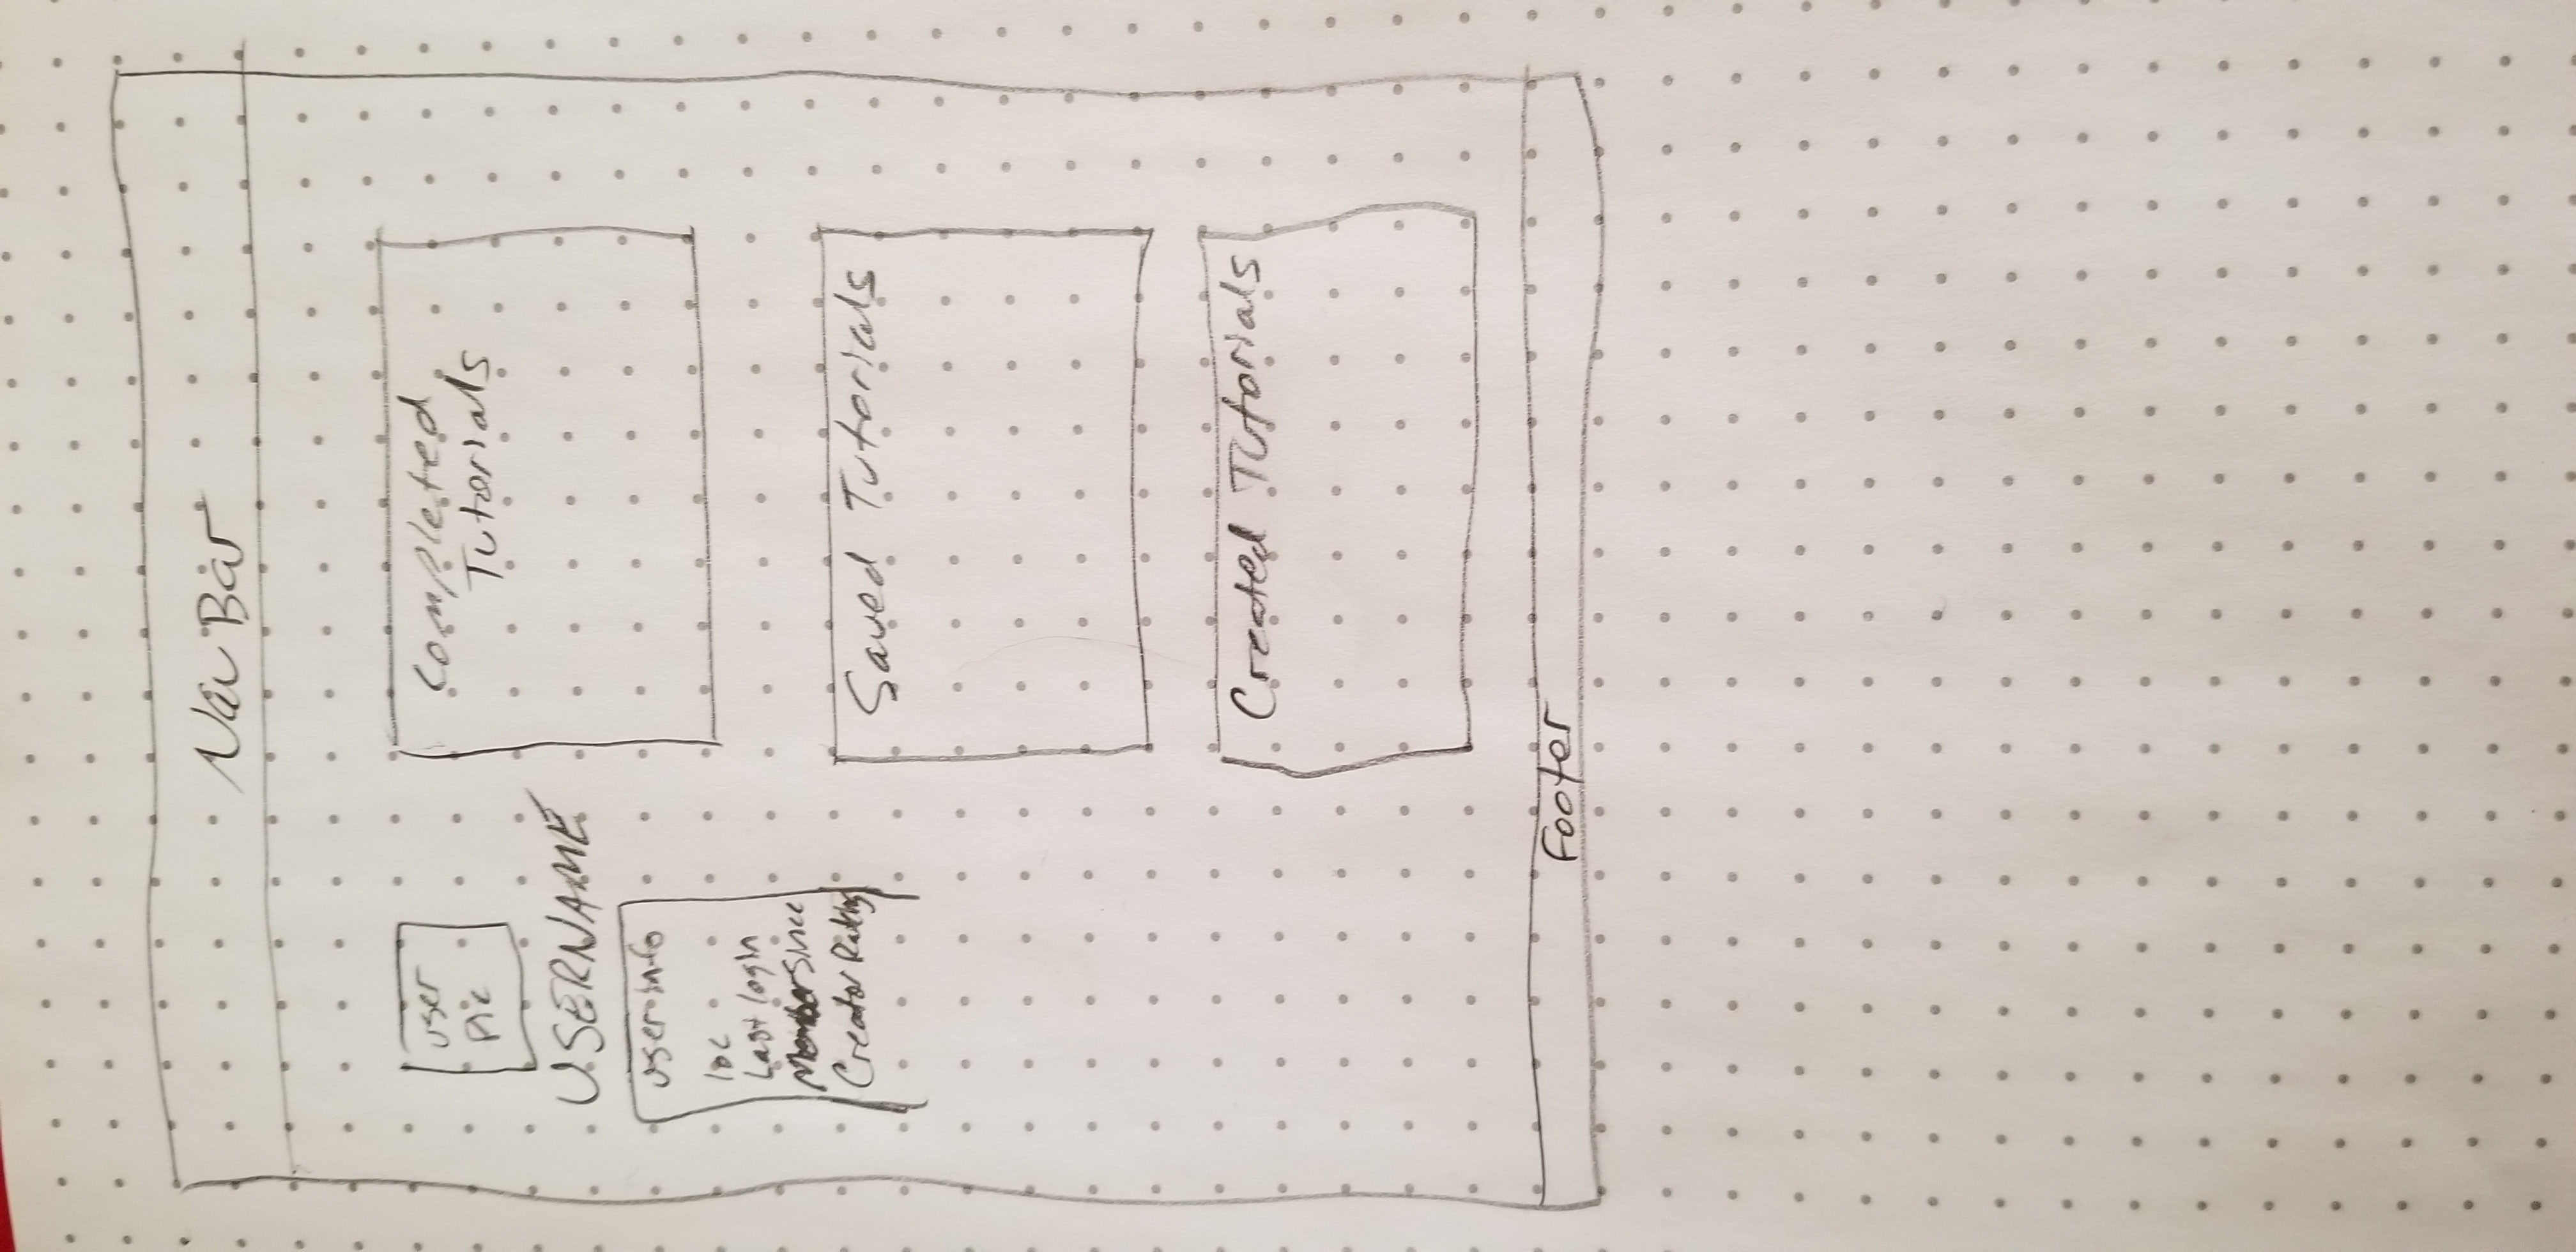 Nav Bar
user
pic
USERNAME
user info
loc
Last login
Member Since
Creator Rating
Completed
Tutorials
Saved Tutorials
Created Tutorials
Footer